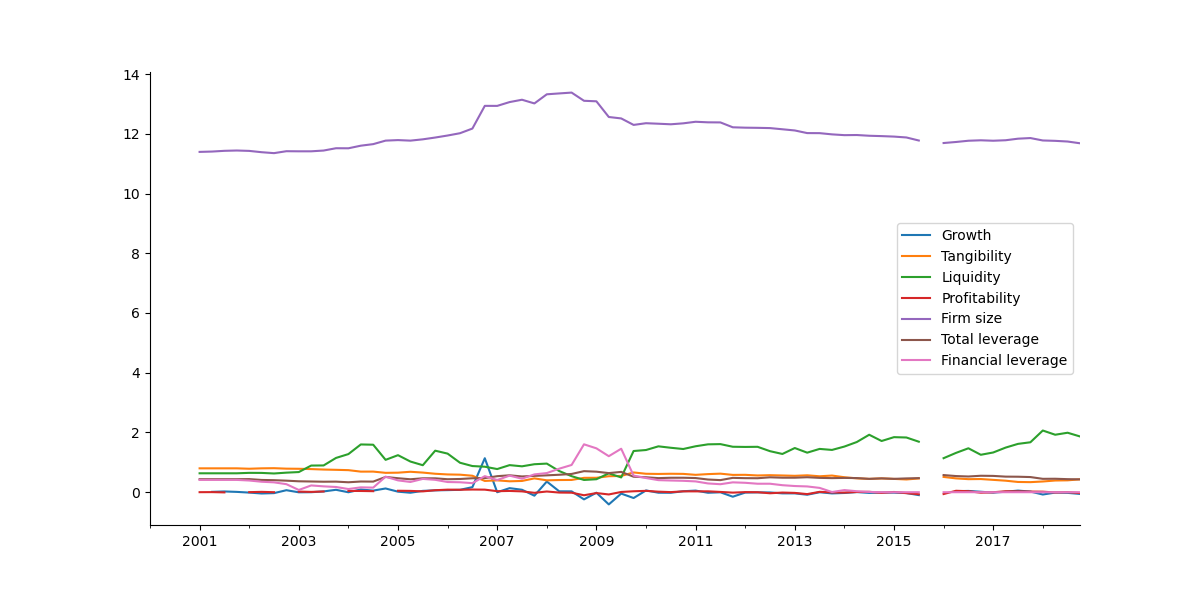 14
12
10
8
6
4
2
0
2001 2003 2005 2007 2009 2011 2013 2015 2017
Growth
Tangibility
Liquidity
Profitability
Firm size
Total leverage
Financial leverage